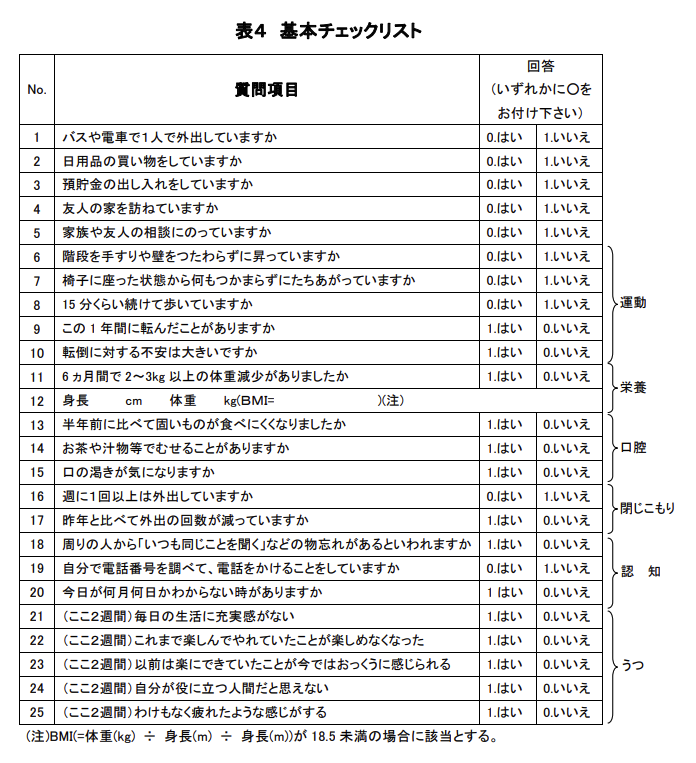 表４ 基本チェックリスト
No. 質問項目 回答
(いずれかに○を
お付け下さい)
1 バスや電車で１人で外出していますか 0.はい 1.いいえ
2 日用品の買い物をしていますか 0.はい 1.いいえ
3 預貯金の出し入れをしていますか 0.はい 1.いいえ
4 友人の家を訪ねていますか 0.はい 1.いいえ
5 家族や友人の相談にのっていますか 0.はい 1.いいえ
6 階段を手すりや壁をつたわらずに昇っていますか 0.はい 1.いいえ
7 椅子に座った状態から何もつかまらずにたちあがっていますか 0.はい 1.いいえ
8 15 分くらい続けて歩いていますか 0.はい 1.いいえ 運動
9 この 1 年間に転んだことがありますか 1.はい 0.いいえ
10 転倒に対する不安は大きいですか 1.はい 0.いいえ
11 6ヵ月間で 2～3kg 以上の体重減少がありましたか 1.はい 0.いいえ 栄養
12 身長 cm 体重 kg(BMI= )(注)
13 半年前に比べて固いものが食べにくくなりましたか 1.はい 0.いいえ
14 お茶や汁物等でむせることがありますか 1.はい 0.いいえ 口腔
15 口の渇きが気になりますか 1.はい 0.いいえ
16 週に１回以上は外出していますか 0.はい 1.いいえ 閉じこもり
17 昨年と比べて外出の回数が減っていますか 1.はい 0.いいえ
18 周りの人から｢いつも同じことを聞く｣などの物忘れがあるといわれますか 1.はい 0.いいえ
19 自分で電話番号を調べて、電話をかけることをしていますか 0.はい 1.いいえ 認 知
20 今日が何月何日かわからない時がありますか 1 はい 0.いいえ
21 (ここ２週間)毎日の生活に充実感がない 1.はい 0.いいえ
22 (ここ２週間)これまで楽しんでやれていたことが楽しめなくなった 1.はい 0.いいえ
23 (ここ２週間)以前は楽にできていたことが今ではおっくうに感じられる 1.はい 0.いいえ うつ
24 (ここ２週間)自分が役に立つ人間だと思えない 1.はい 0.いいえ
25 (ここ２週間)わけもなく疲れたような感じがする 1.はい 0.いいえ
(注)BMI(=体重(kg) ÷ 身長(m) ÷ 身長(m))が 18.5 未満の場合に該当とする。